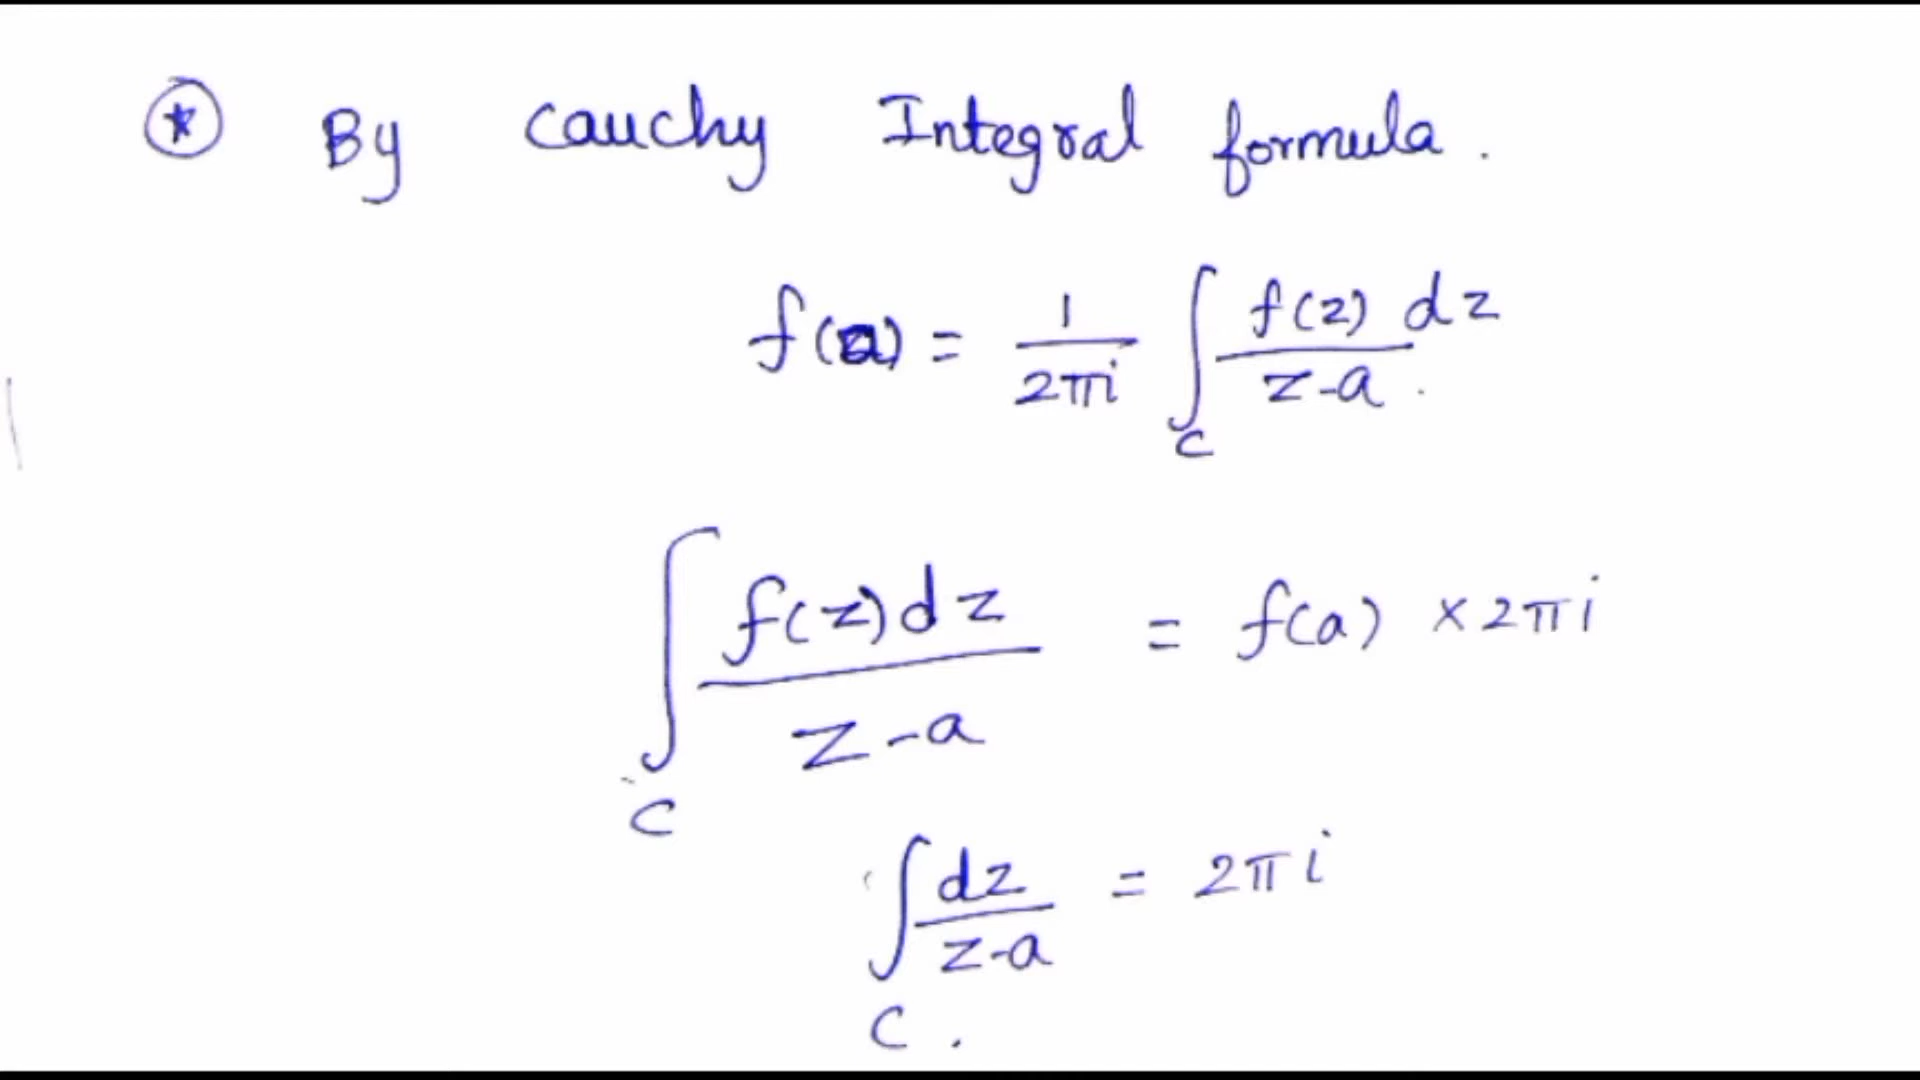 ⊛ By Cauchy Integral formula.
f(a) = 1/2πi ∫_C f(z) dz / z-a .
∫_C f(z) dz / z-a = f(a) × 2πi
∫_C dz / z-a = 2πi